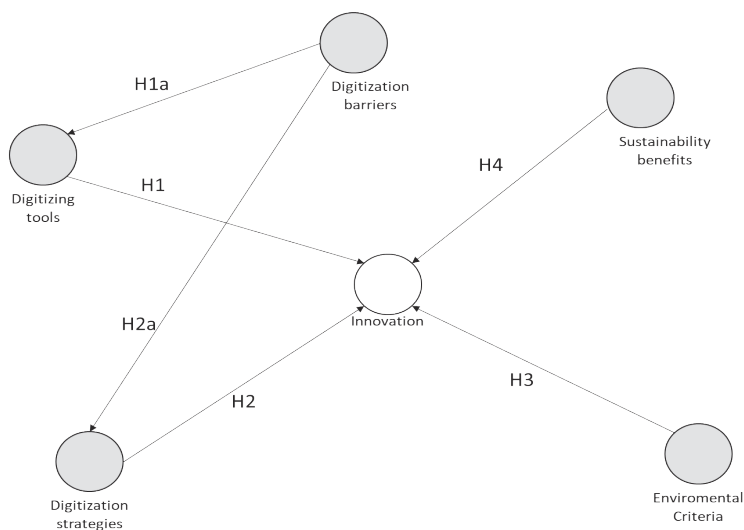 H1a
Digitization
barriers
Sustainability
benefits
H4
H1
Digitizing
tools
Innovation
H2a
H3
H2
Digitization
strategies
Enviromental
Criteria